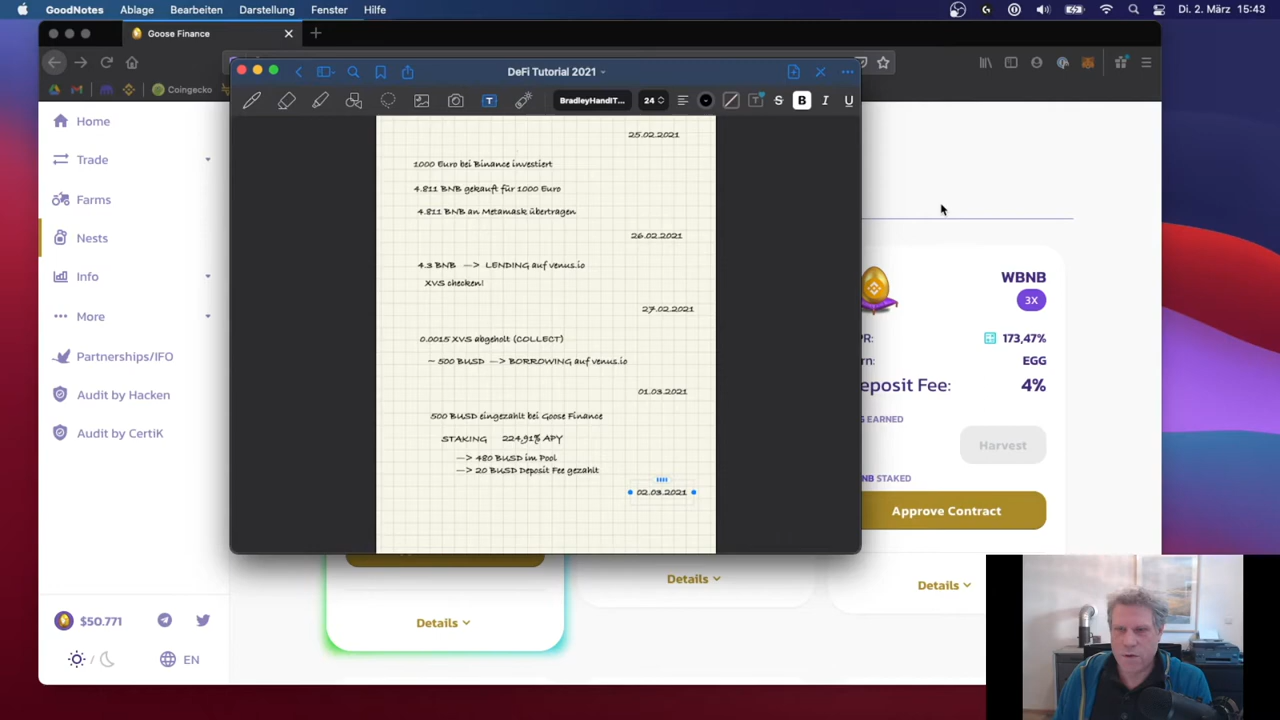 GoodNotes Ablage Bearbeiten Darstellung Fenster Hilfe
Di. 2. März 15:43
Goose Finance
DeFi Tutorial 2021
Coingecko
BradleyHandIT... 24 S B I U
Home
Trade
Farms
Nests
Info
More
Partnerships/IFO
Audit by Hacken
Audit by CertiK
$50.771
EN
25.02.2021
1000 Euro bei Binance investiert
4.811 BNB gekauft für 1000 Euro
4.811 BNB an Metamask übertragen
26.02.2021
4.3 BNB —> LENDING auf venus.io
XVS checken!
27.02.2021
0.0015 XVS abgeholt (COLLECT)
~ 500 BUSD —> BORROWING auf venus.io
01.03.2021
500 BUSD eingezahlt bei Goose Finance
STAKING 224,91% APY
—> 480 BUSD im Pool
—> 20 BUSD Deposit Fee gezahlt
02.03.2021
WBNB
3X
PR: 173,47%
rn: EGG
eposit Fee: 4%
S EARNED
Harvest
NB STAKED
Approve Contract
Details
Details
Details